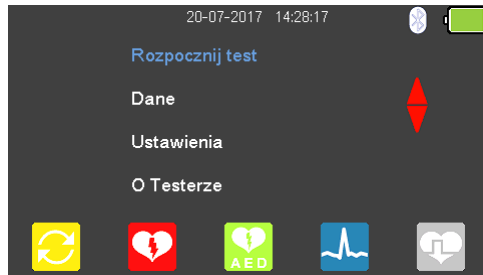 20-07-2017 14:28:17
Rozpocznij test
Dane
Ustawienia
O Testerze
AED